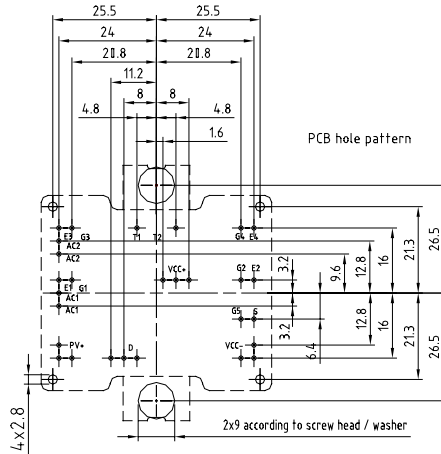 25.5 25.5
24 24
20.8 20.8
11.2
8 8
4.8 4.8
1.6
PCB hole pattern
E3 G3 T1 T2 G4 E4
AC2
AC2
VCC+ G2 E2
E1 G1
AC1
AC1
G5 S
PV+ D VCC-
3.2 9.6 12.8 16 21.3 26.5
3.2 6.4 12.8 16 21.3 26.5
4x2.8
2x9 according to screw head / washer